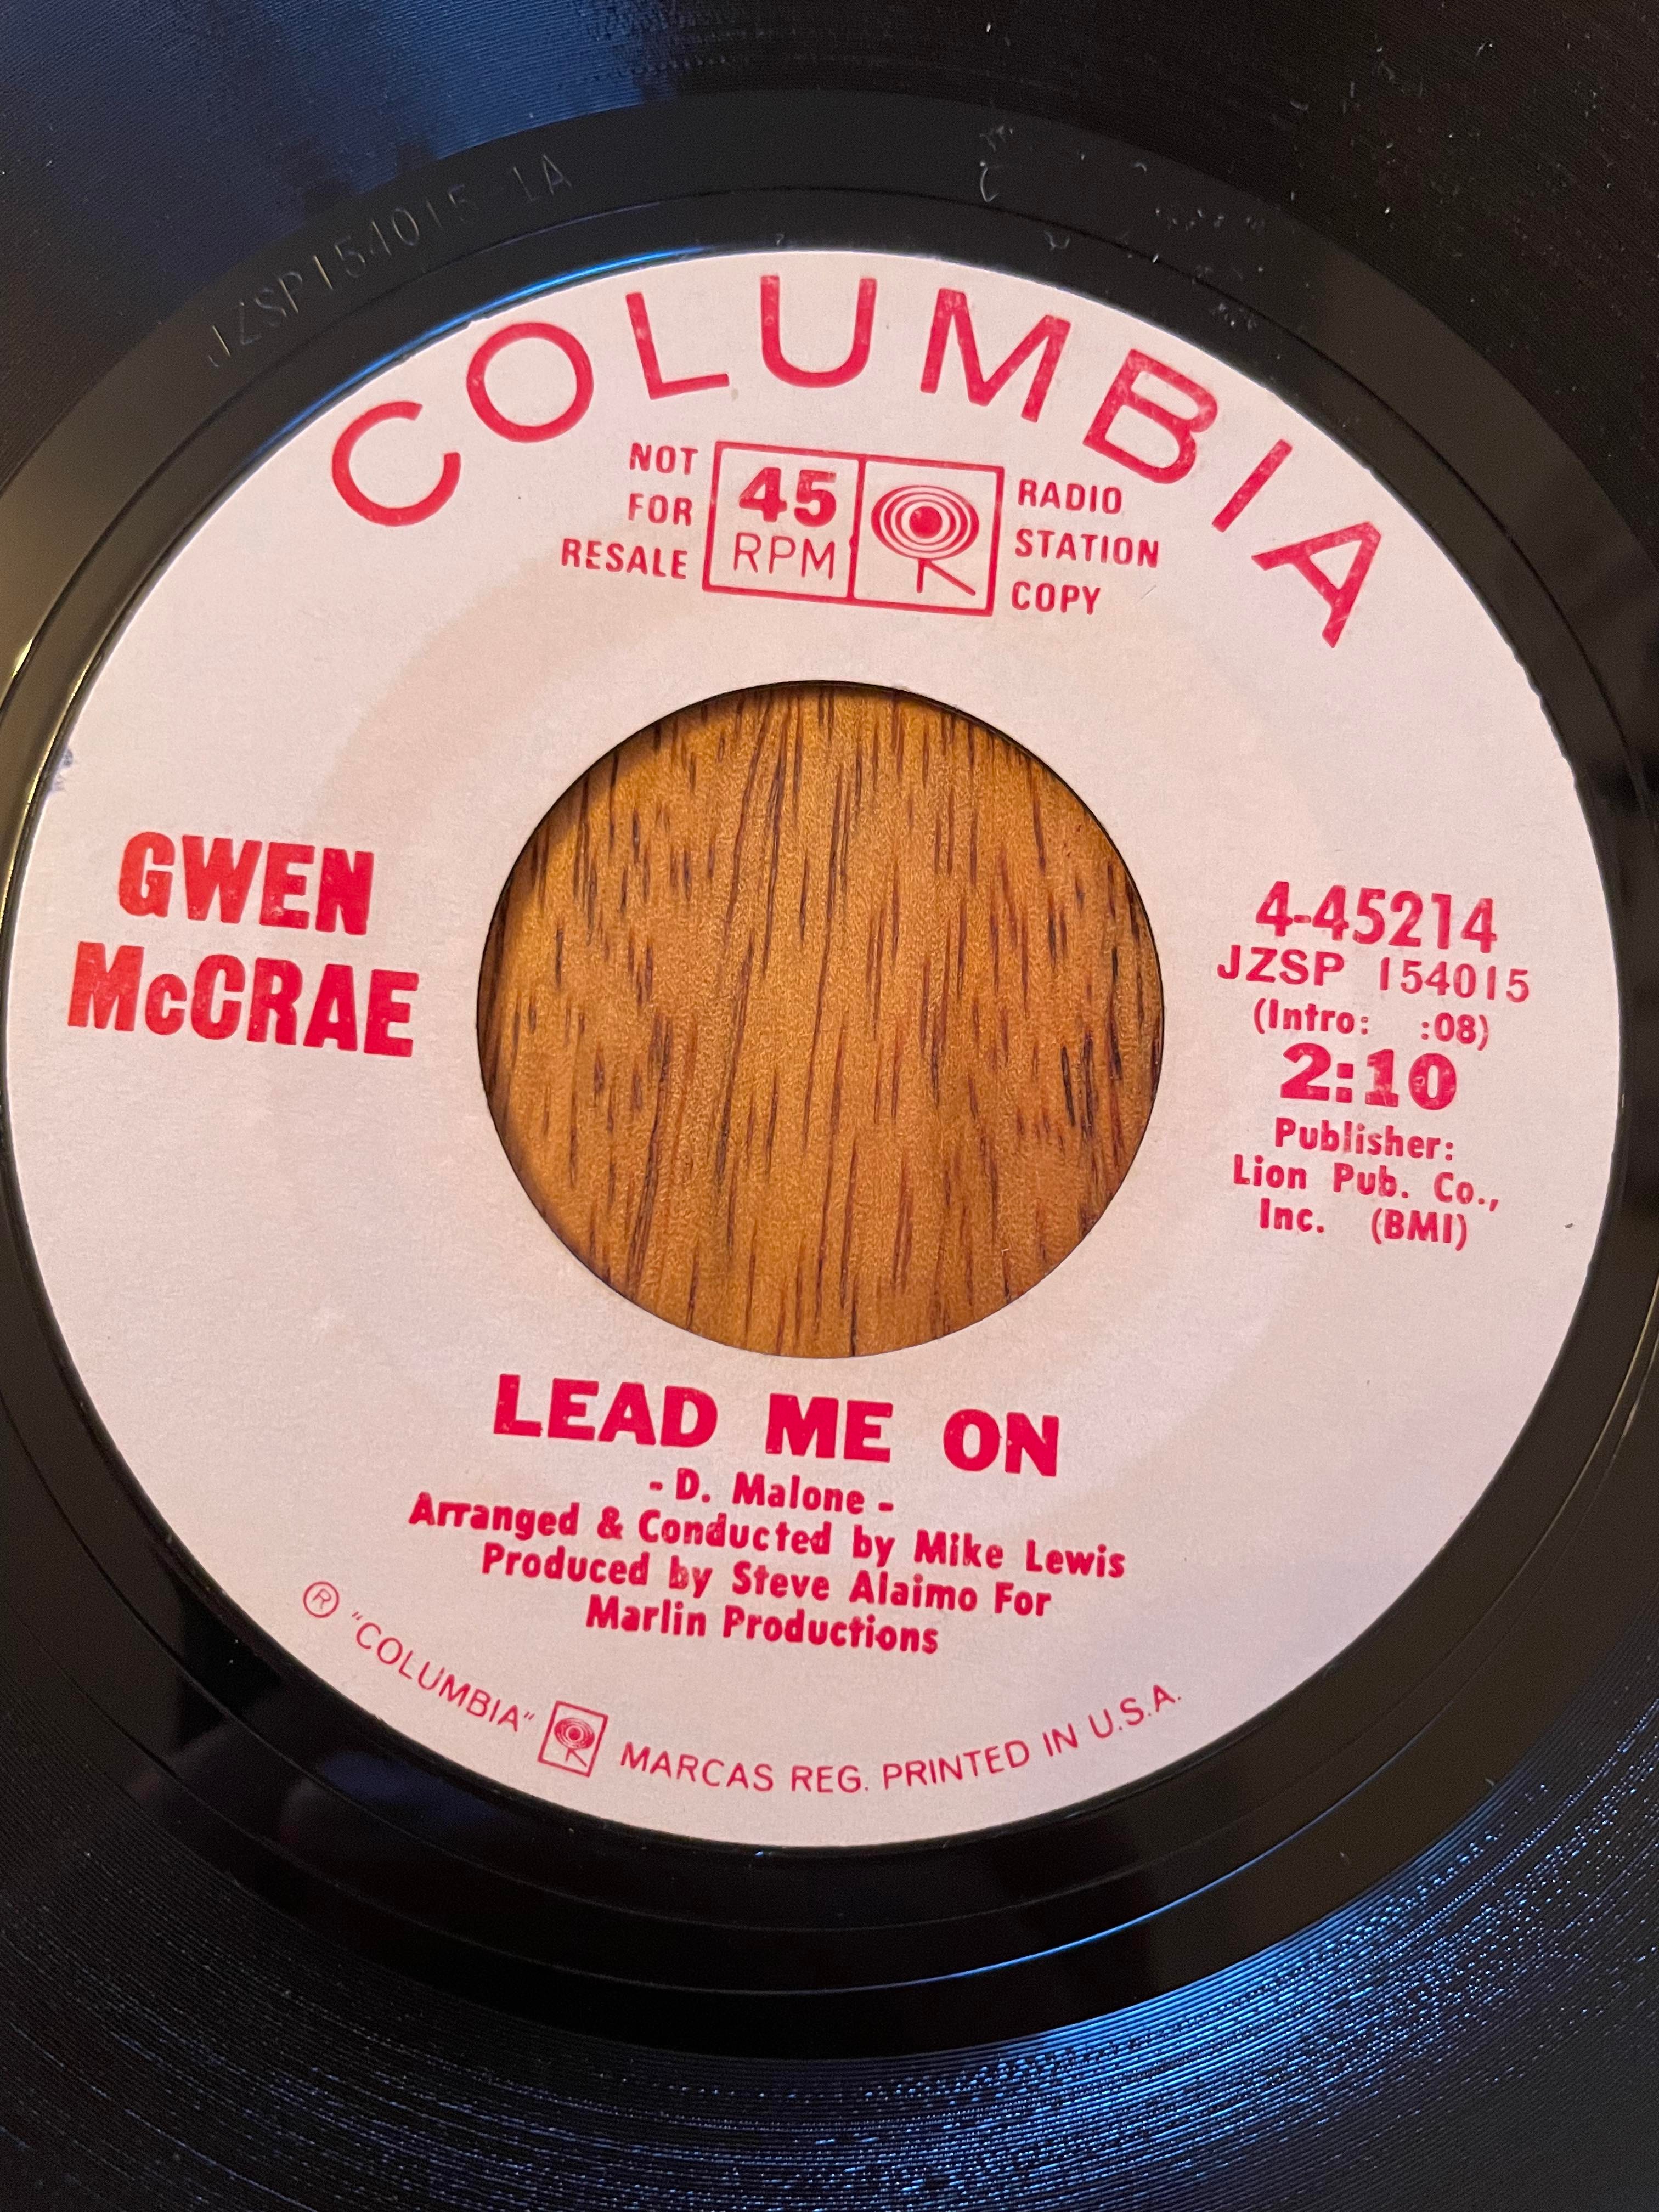 JZSP154015-1A
COLUMBIA
NOT
FOR
RESALE
45
RPM
RADIO
STATION
COPY
GWEN
McCRAE
4-45214
JZSP 154015
(Intro: :08)
2:10
Publisher:
Lion Pub. Co.,
Inc. (BMI)
LEAD ME ON
- D. Malone -
Arranged & Conducted by Mike Lewis
Produced by Steve Alaimo For
Marlin Productions
® "COLUMBIA" MARCAS REG. PRINTED IN U.S.A.